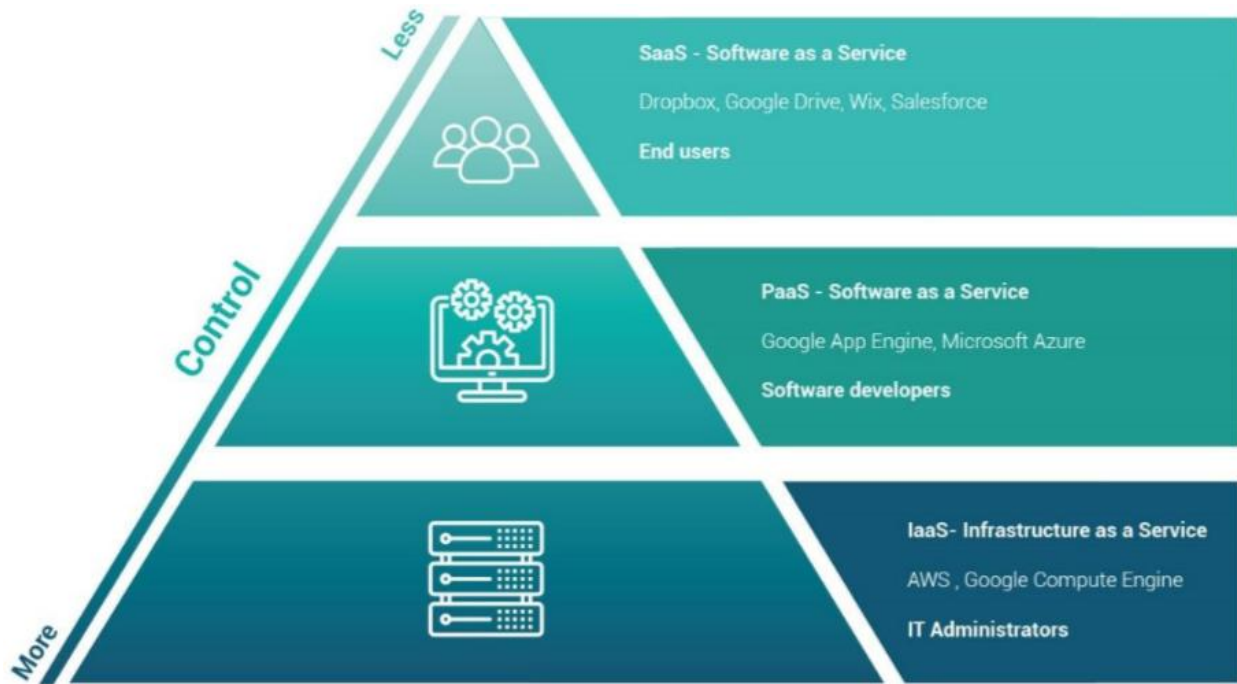 Less
Control
More
SaaS - Software as a Service
Dropbox, Google Drive, Wix, Salesforce
End users
PaaS - Software as a Service
Google App Engine, Microsoft Azure
Software developers
IaaS- Infrastructure as a Service
AWS , Google Compute Engine
IT Administrators